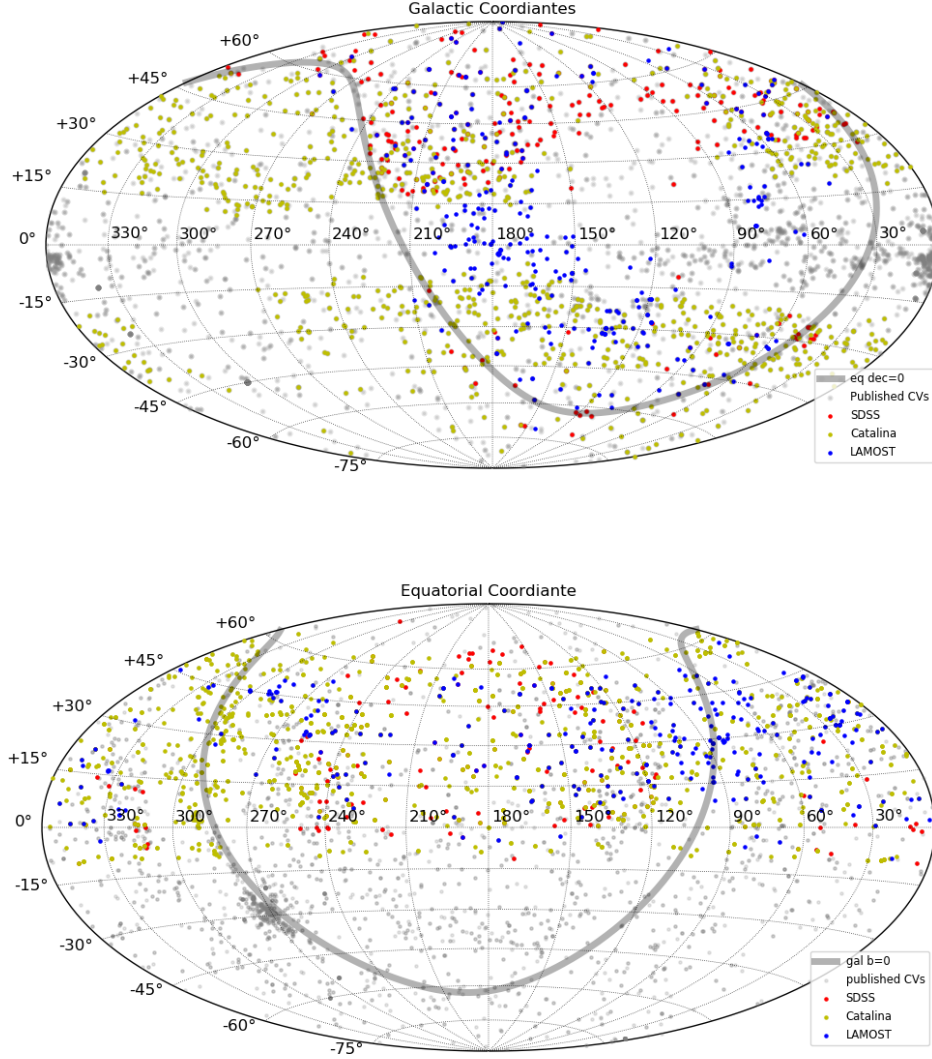 Galactic Coordiantes
+60°
+45°
+30°
+15°
0°
330° 300° 270° 240° 210° 180° 150° 120° 90° 60° 30°
-15°
-30°
-45°
-60°
-75°
eq dec=0
Published CVs
SDSS
Catalina
LAMOST
Equatorial Coordiante
+60°
+45°
+30°
+15°
0°
330° 300° 270° 240° 210° 180° 150° 120° 90° 60° 30°
-15°
-30°
-45°
-60°
-75°
gal b=0
published CVs
SDSS
Catalina
LAMOST